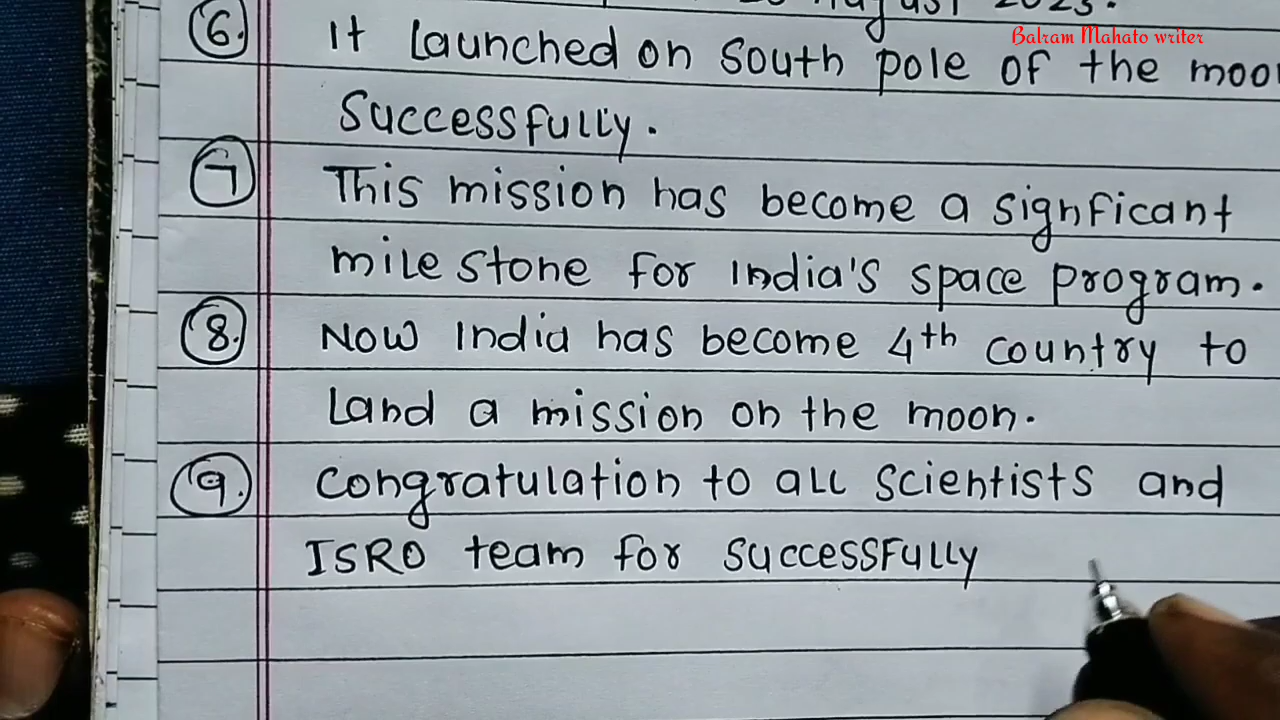 August 2023.
Balram Mahato writer
6. It launched on south pole of the moo
successfully.
7 This mission has become a signficant
mile stone for India's space program.
8. Now India has become 4th country to
Land a mission on the moon.
9. Congratulation to all scientists and
ISRO team for successfully